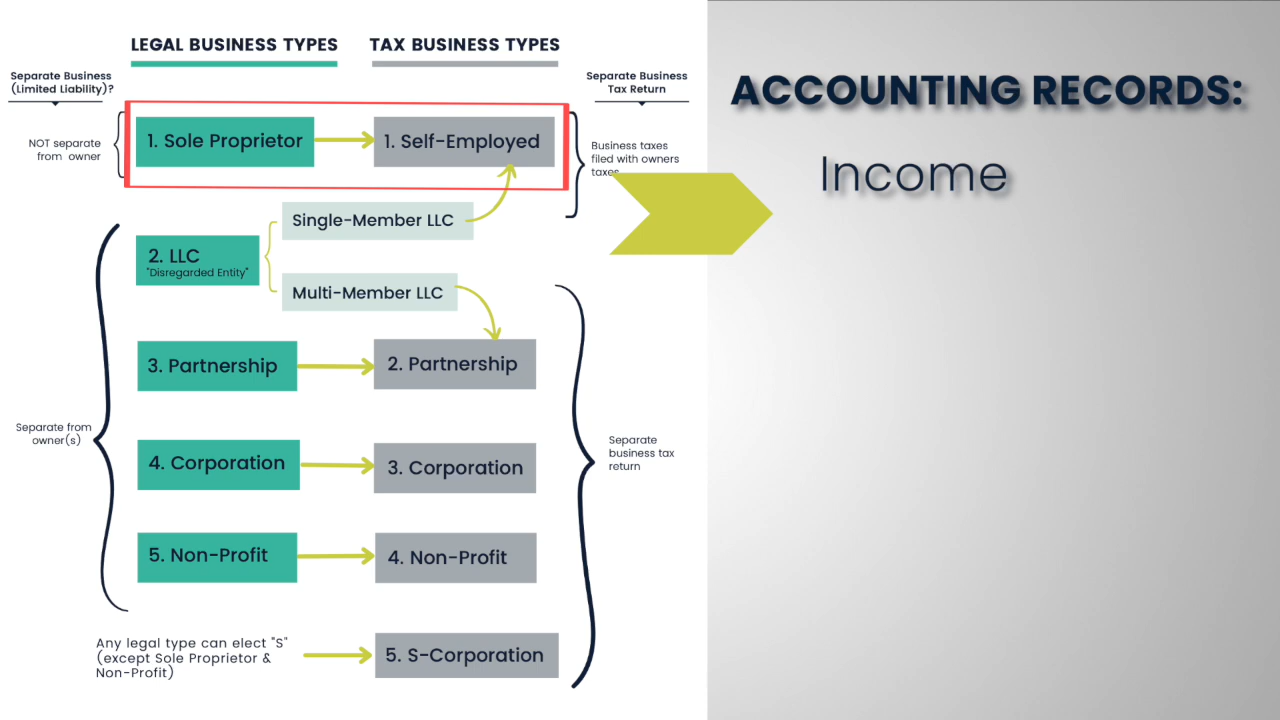 LEGAL BUSINESS TYPES
TAX BUSINESS TYPES
Separate Business
(Limited Liability)?
Separate Business
Tax Return
NOT separate
from owner
1. Sole Proprietor
1. Self-Employed
Business taxes
filed with owners
taxes
Single-Member LLC
2. LLC
"Disregarded Entity"
Multi-Member LLC
3. Partnership
2. Partnership
Separate from
owner(s)
4. Corporation
3. Corporation
Separate
business tax
return
5. Non-Profit
4. Non-Profit
Any legal type can elect "S"
(except Sole Proprietor &
Non-Profit)
5. S-Corporation
ACCOUNTING RECORDS:
Income